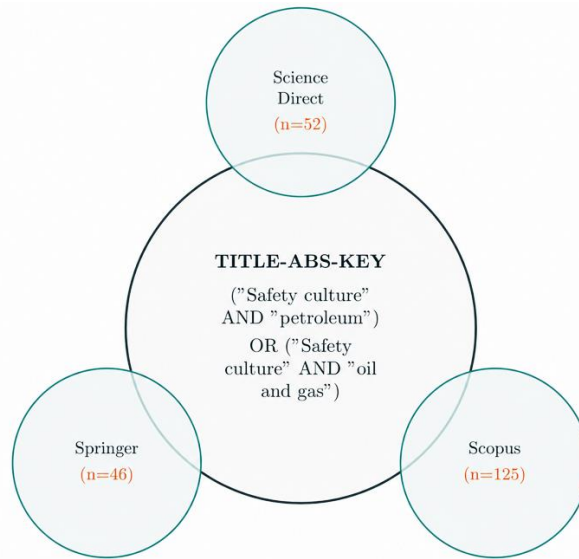 Science
Direct
(n=52)
TITLE-ABS-KEY
("Safety culture"
AND "petroleum")
OR ("Safety
culture" AND "oil
and gas")
Springer
(n=46)
Scopus
(n=125)